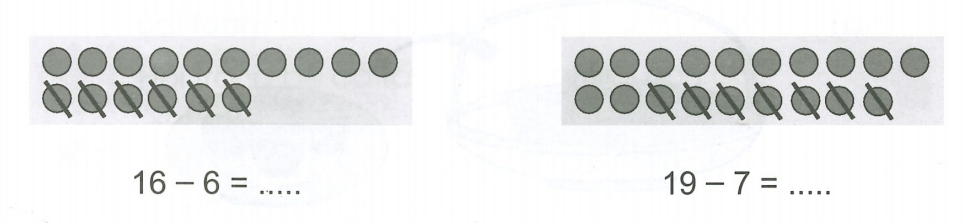 16 – 6 = .....
19 – 7 = .....